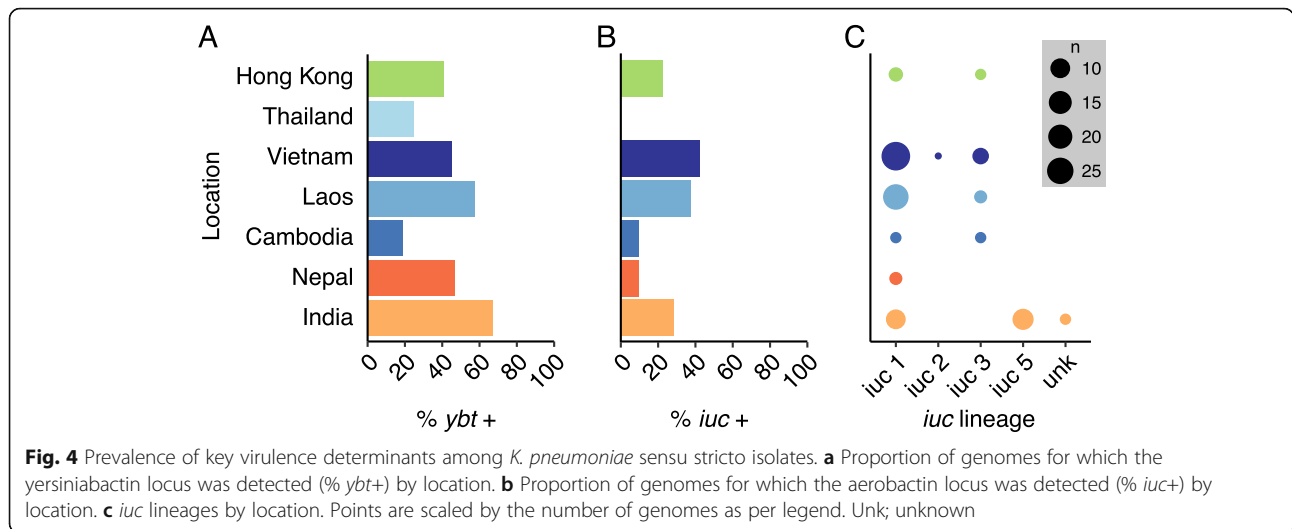 A
B
C
Location
Hong Kong
Thailand
Vietnam
Laos
Cambodia
Nepal
India
0 20 40 60 80 100
% ybt +
0 20 40 60 80 100
% iuc +
iuc 1 iuc 2 iuc 3 iuc 5 unk
iuc lineage
n
10
15
20
25
Fig. 4 Prevalence of key virulence determinants among K. pneumoniae sensu stricto isolates. a Proportion of genomes for which the
yersiniabactin locus was detected (% ybt+) by location. b Proportion of genomes for which the aerobactin locus was detected (% iuc+) by
location. c iuc lineages by location. Points are scaled by the number of genomes as per legend. Unk; unknown